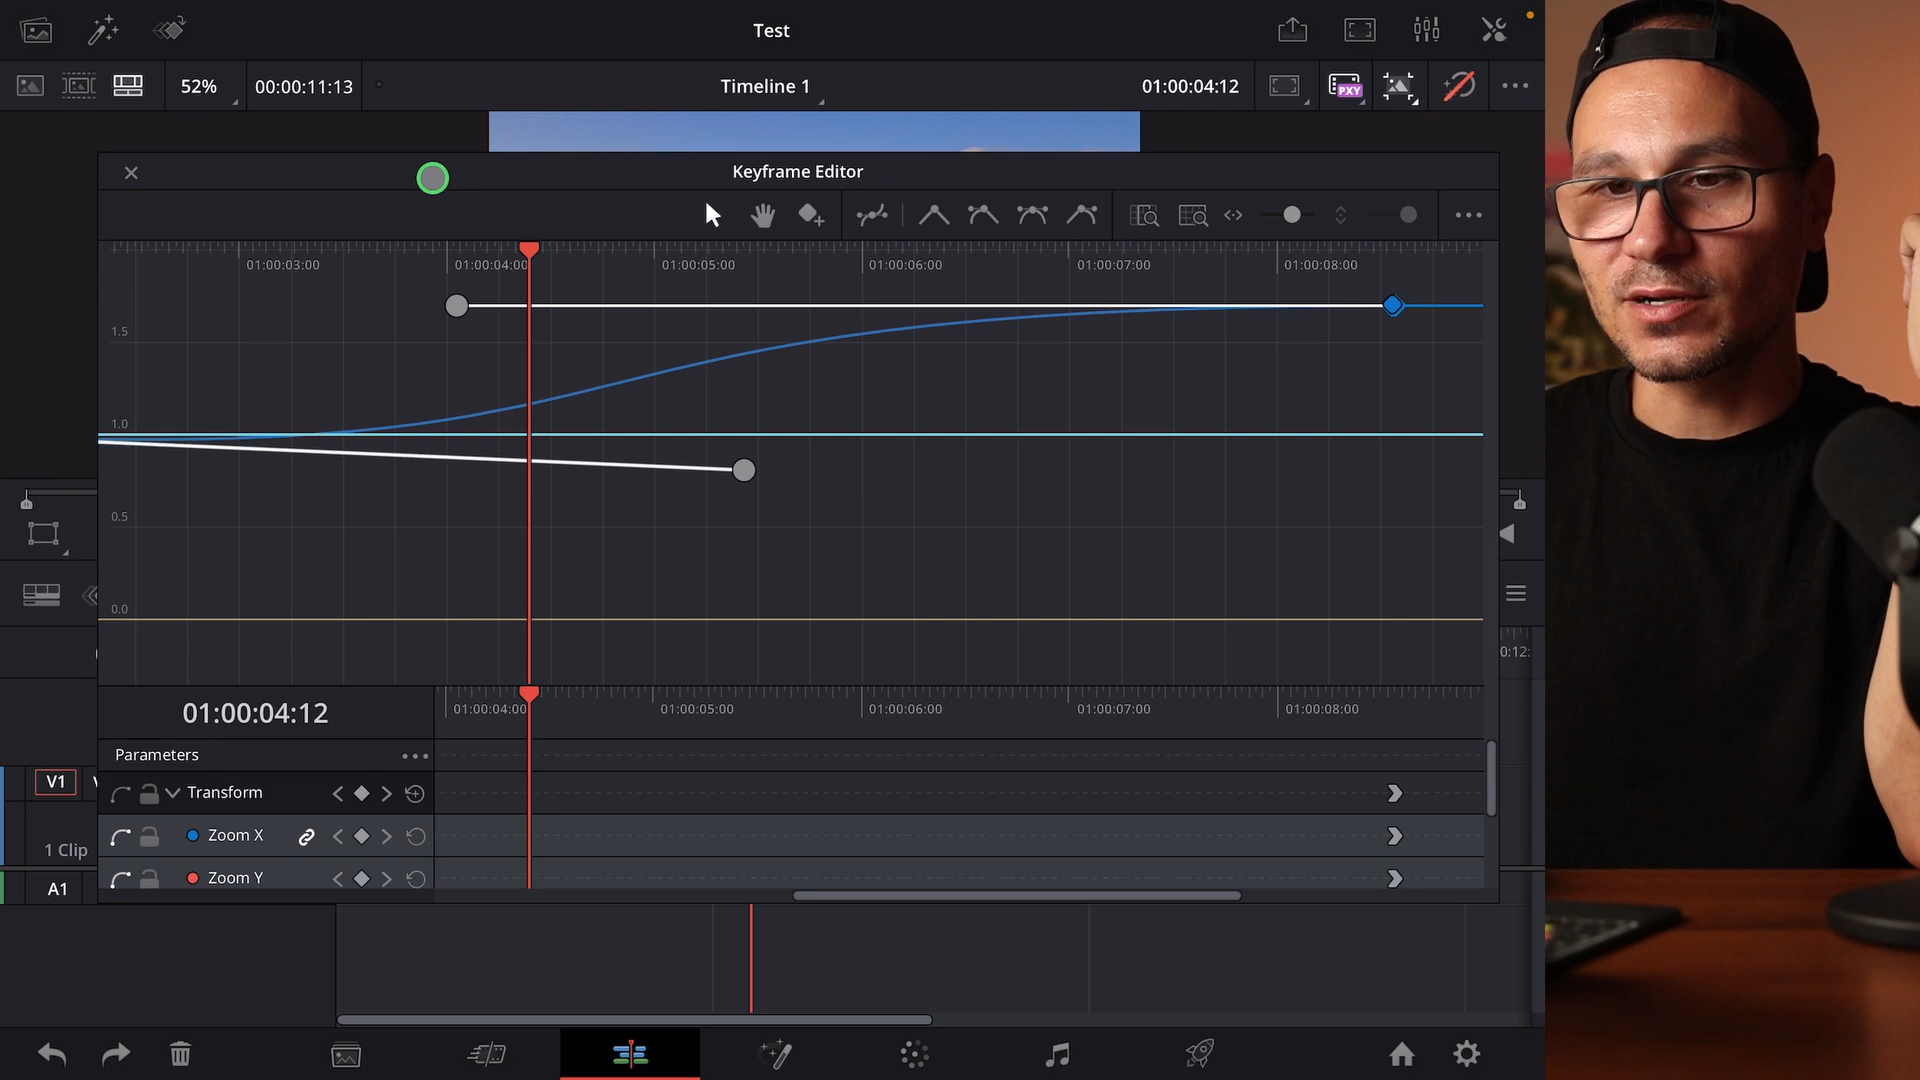 Test
52%
00:00:11:13
Timeline 1
01:00:04:12
PXY
Keyframe Editor
01:00:03:00
01:00:04:00
01:00:05:00
01:00:06:00
01:00:07:00
01:00:08:00
1.5
1.0
0.5
0.0
0:12:
01:00:04:12
01:00:04:00
01:00:05:00
01:00:06:00
01:00:07:00
01:00:08:00
Parameters
V1
Transform
Zoom X
1 Clip
Zoom Y
A1